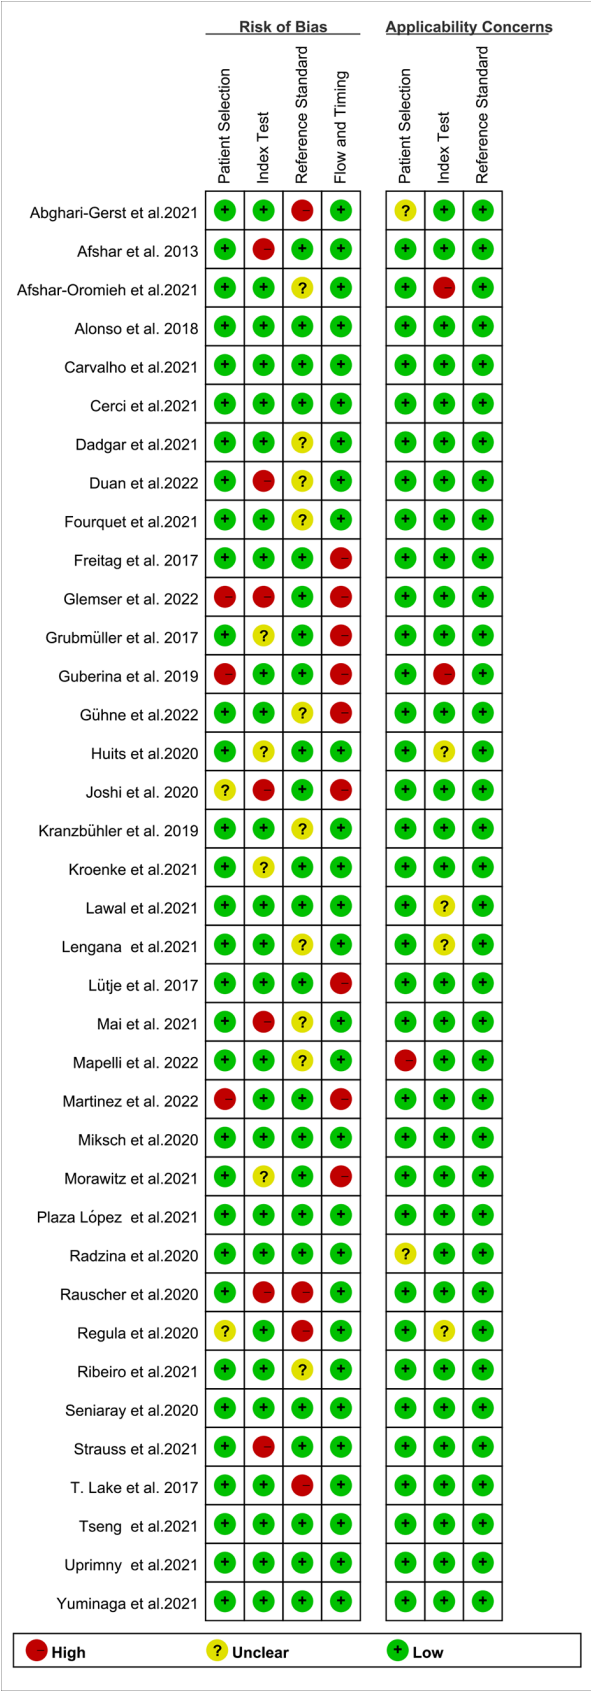 Risk of Bias Applicability Concerns
Patient Selection Index Test Reference Standard Flow and Timing Patient Selection Index Test Reference Standard
Abghari-Gerst et al.2021 + + – + ? + +
Afshar et al. 2013 + – + + + + +
Afshar-Oromieh et al.2021 + + ? + + – +
Alonso et al. 2018 + + + + + + +
Carvalho et al.2021 + + + + + + +
Cerci et al.2021 + + + + + + +
Dadgar et al.2021 + + ? + + + +
Duan et al.2022 + – ? + + + +
Fourquet et al.2021 + + ? + + + +
Freitag et al. 2017 + + + – + + +
Glemser et al. 2022 – – + – + + +
Grubmüller et al. 2017 + ? + – + + +
Guberina et al. 2019 – + + – + – +
Gühne et al.2022 + + ? – + + +
Huits et al.2020 + ? + + + ? +
Joshi et al. 2020 ? – + – + + +
Kranzbühler et al. 2019 + + ? + + + +
Kroenke et al.2021 + ? + + + + +
Lawal et al.2021 + + + + + ? +
Lengana  et al.2021 + + ? + + ? +
Lütje et al. 2017 + + + – + + +
Mai et al. 2021 + – ? + + + +
Mapelli et al. 2022 + + ? + – + +
Martinez et al. 2022 – + + – + + +
Miksch et al.2020 + + + + + + +
Morawitz et al.2021 + ? + – + + +
Plaza López  et al.2021 + + + + + + +
Radzina et al.2020 + + + + ? + +
Rauscher et al.2020 + – – + + + +
Regula et al.2020 ? + – + + ? +
Ribeiro et al.2021 + + ? + + + +
Seniaray et al.2020 + + + + + + +
Strauss et al.2021 + – + + + + +
T. Lake et al. 2017 + + – + + + +
Tseng  et al.2021 + + + + + + +
Uprimny  et al.2021 + + + + + + +
Yuminaga et al.2021 + + + + + + +
– High ? Unclear + Low